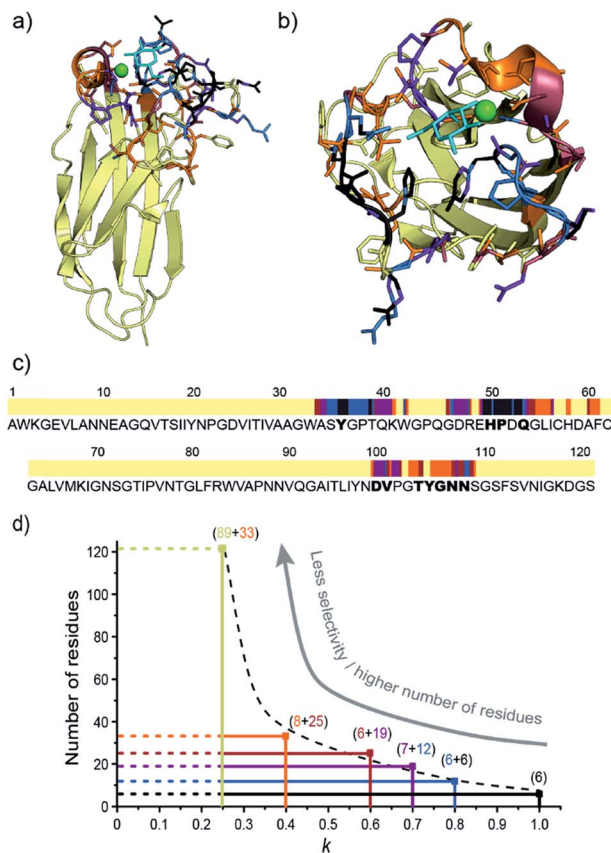 a)
b)
c)
1 10 20 30 40 50 60
AWKGEVLANNEAGQVTSIIYNPGDVITIVAAGWASYGPTQKWGPQGDREHPDQGLICHDAFC
70 80 90 100 110 120
GALVMKIGNSGTIPVNTGLFRWVAPNNVQGAITLIYNDVPGTYGNNSGSFSVNIGKDGS
d)
(89+33)
120
100
80
60
40
20
0
Number of residues
Less selectivity / higher number of residues
(8+25)
(6+19)
(7+12)
(6+6)
(6)
0 0.1 0.2 0.3 0.4 0.5 0.6 0.7 0.8 0.9 1.0
k